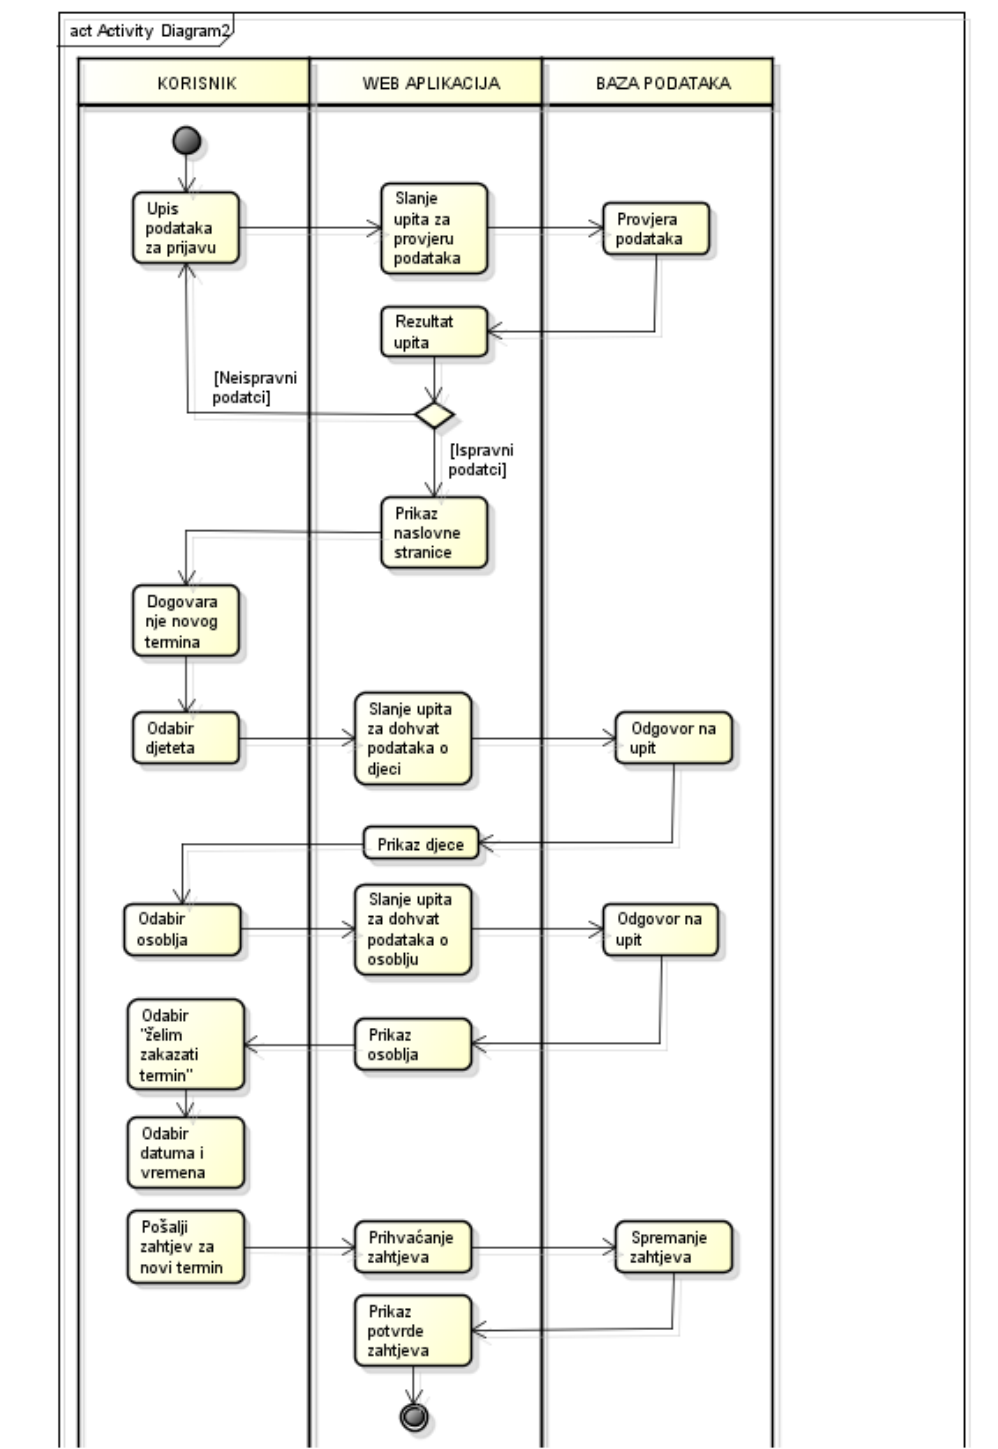 act Activity Diagram2
KORISNIK
WEB APLIKACIJA
BAZA PODATAKA
Upis
podataka
za prijavu
Slanje
upita za
provjeru
podataka
Provjera
podataka
Rezultat
upita
[Neispravni
podatci]
[Ispravni
podatci]
Prikaz
naslovne
stranice
Dogovara
nje novog
termina
Odabir
djeteta
Slanje upita
za dohvat
podataka o
djeci
Odgovor na
upit
Prikaz djece
Odabir
osoblja
Slanje upita
za dohvat
podataka o
osoblju
Odgovor na
upit
Prikaz
osoblja
Odabir
"želim
zakazati
termin"
Odabir
datuma i
vremena
Pošalji
zahtjev za
novi termin
Prihvaćanje
zahtjeva
Spremanje
zahtjeva
Prikaz
potvrde
zahtjeva